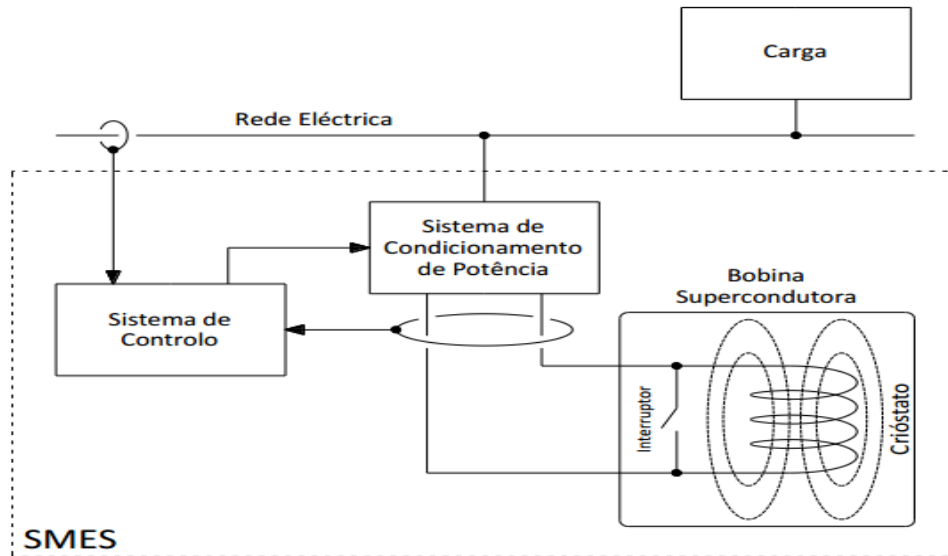 Carga
Rede Eléctrica
Sistema de
Condicionamento
de Potência
Bobina
Supercondutora
Sistema de
Controlo
Interruptor
Crióstato
SMES